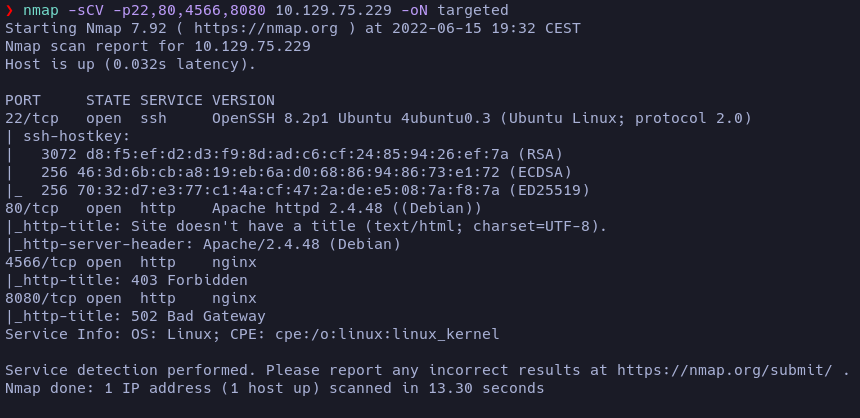 ❯ nmap -sCV -p22,80,4566,8080 10.129.75.229 -oN targeted
Starting Nmap 7.92 ( https://nmap.org ) at 2022-06-15 19:32 CEST
Nmap scan report for 10.129.75.229
Host is up (0.032s latency).

PORT     STATE SERVICE VERSION
22/tcp   open  ssh     OpenSSH 8.2p1 Ubuntu 4ubuntu0.3 (Ubuntu Linux; protocol 2.0)
| ssh-hostkey:
|   3072 d8:f5:ef:d2:d3:f9:8d:ad:c6:cf:24:85:94:26:ef:7a (RSA)
|   256 46:3d:6b:cb:a8:19:eb:6a:d0:68:86:94:86:73:e1:72 (ECDSA)
|_  256 70:32:d7:e3:77:c1:4a:cf:47:2a:de:e5:08:7a:f8:7a (ED25519)
80/tcp   open  http    Apache httpd 2.4.48 ((Debian))
|_http-title: Site doesn't have a title (text/html; charset=UTF-8).
|_http-server-header: Apache/2.4.48 (Debian)
4566/tcp open  http    nginx
|_http-title: 403 Forbidden
8080/tcp open  http    nginx
|_http-title: 502 Bad Gateway
Service Info: OS: Linux; CPE: cpe:/o:linux:linux_kernel

Service detection performed. Please report any incorrect results at https://nmap.org/submit/ .
Nmap done: 1 IP address (1 host up) scanned in 13.30 seconds